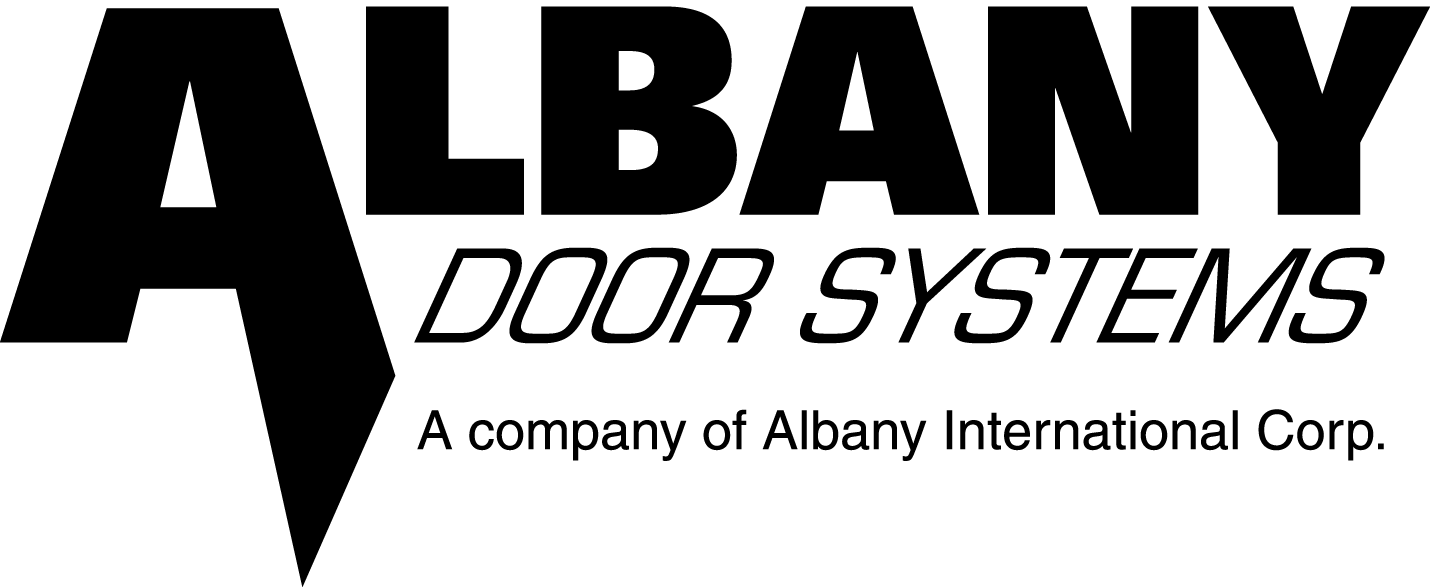 ALBANY
DOOR SYSTEMS
A company of Albany International Corp.